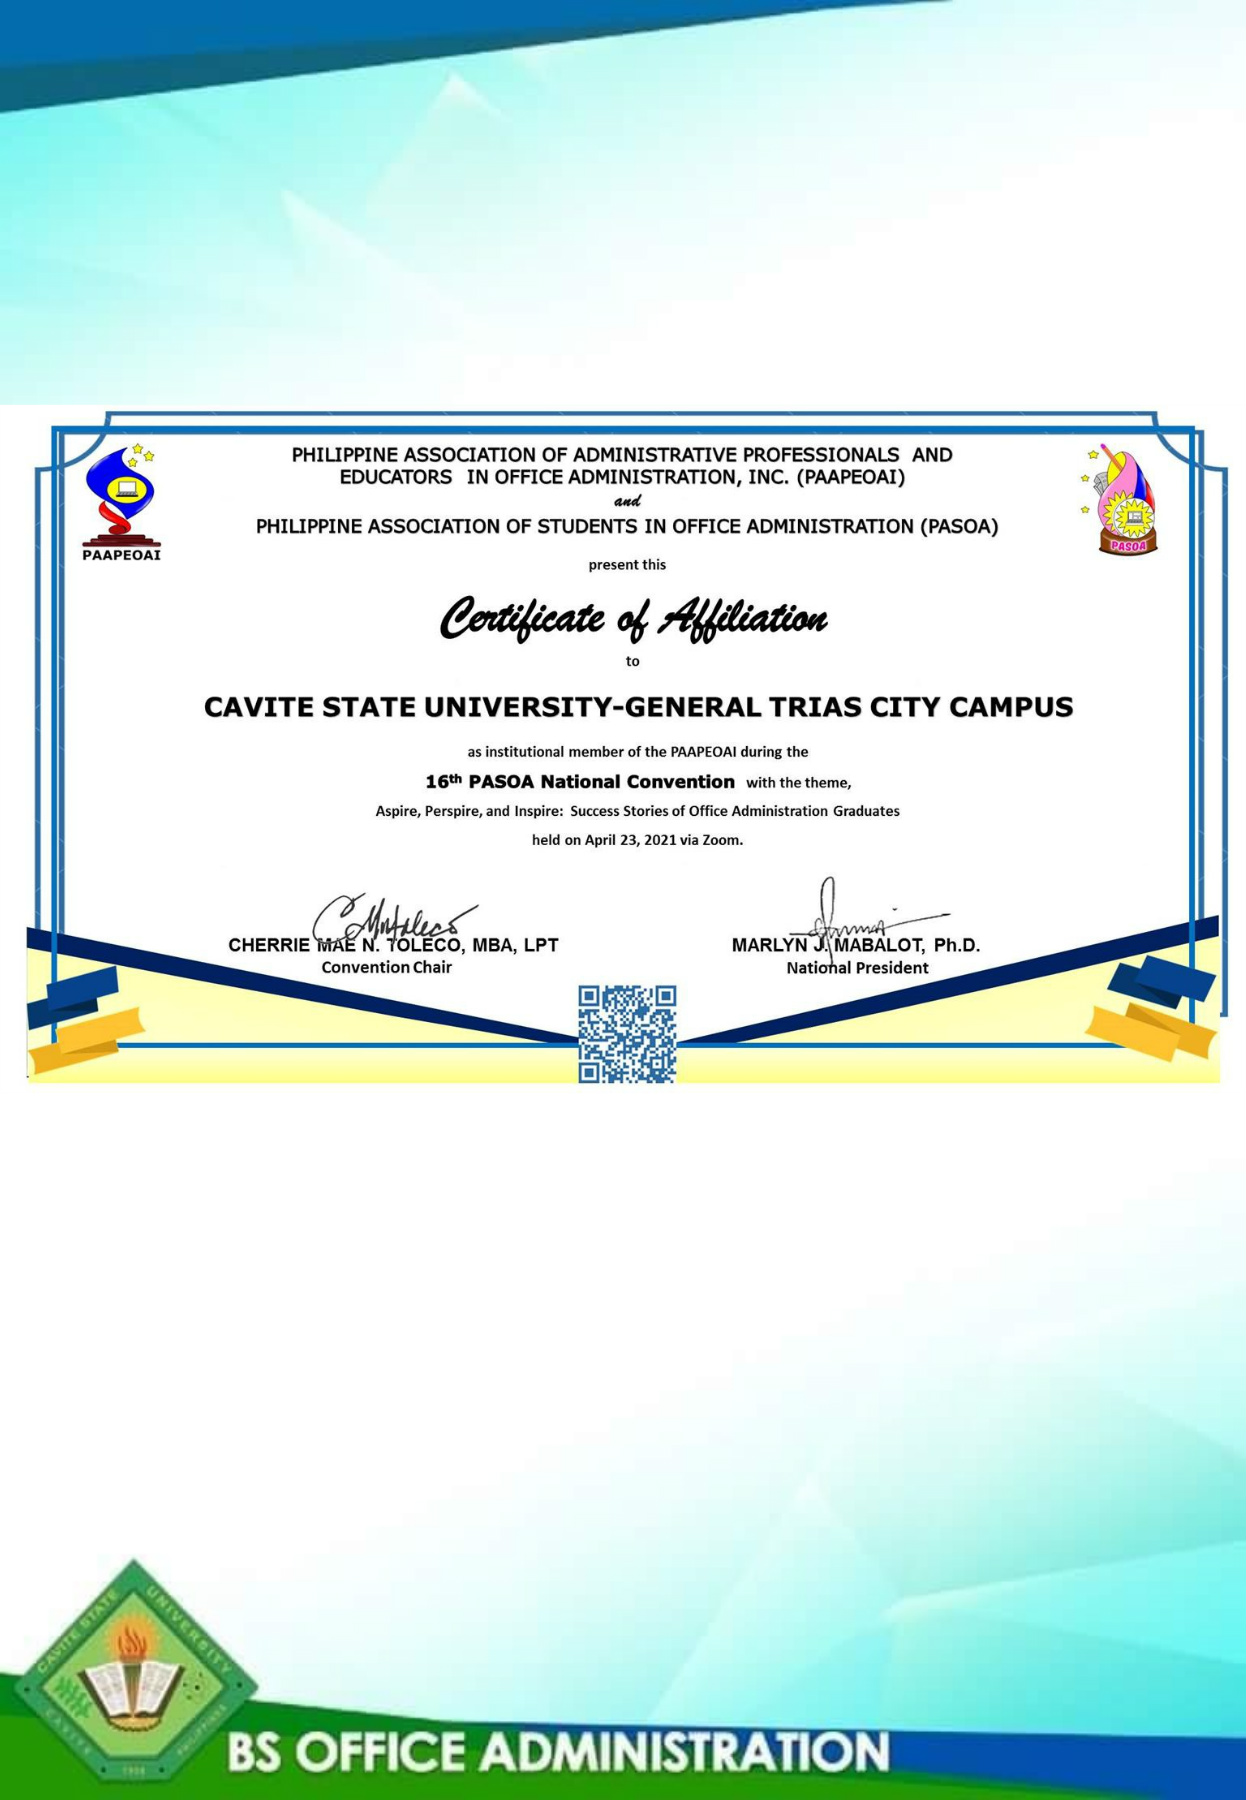 PHILIPPINE ASSOCIATION OF ADMINISTRATIVE PROFESSIONALS AND
EDUCATORS IN OFFICE ADMINISTRATION, INC. (PAAPEOAI)
and
PHILIPPINE ASSOCIATION OF STUDENTS IN OFFICE ADMINISTRATION (PASOA)
PAAPEOAI
PASOA
present this
Certificate of Affiliation
to
CAVITE STATE UNIVERSITY-GENERAL TRIAS CITY CAMPUS
as institutional member of the PAAPEOAI during the
16th PASOA National Convention with the theme,
Aspire, Perspire, and Inspire: Success Stories of Office Administration Graduates
held on April 23, 2021 via Zoom.
CHERRIE MAE N. TOLECO, MBA, LPT
Convention Chair
MARLYN J. MABALOT, Ph.D.
National President
CAVITE STATE UNIVERSITY
CAVITE
PHILIPPINES
BS OFFICE ADMINISTRATION